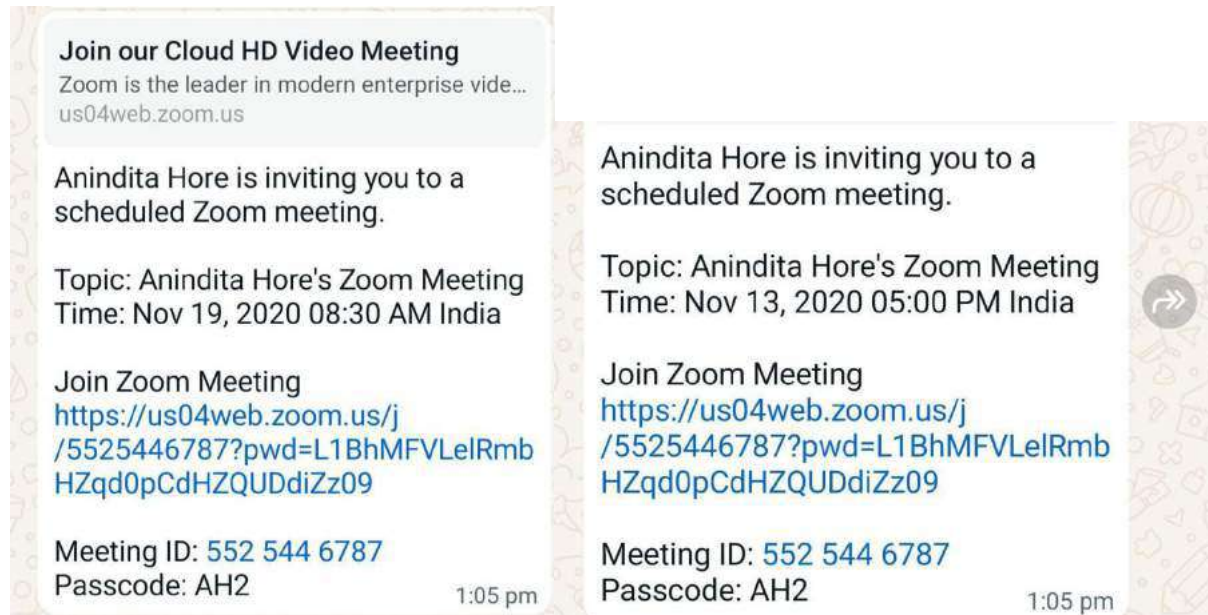 Join our Cloud HD Video Meeting
Zoom is the leader in modern enterprise vide...
us04web.zoom.us
Anindita Hore is inviting you to a
scheduled Zoom meeting.
Topic: Anindita Hore's Zoom Meeting
Time: Nov 19, 2020 08:30 AM India
Join Zoom Meeting
https://us04web.zoom.us/j
/5525446787?pwd=L1BhMFVLelRmb
HZqd0pCdHZQUDdiZz09
Meeting ID: 552 544 6787
Passcode: AH2
1:05 pm
Anindita Hore is inviting you to a
scheduled Zoom meeting.
Topic: Anindita Hore's Zoom Meeting
Time: Nov 13, 2020 05:00 PM India
Join Zoom Meeting
https://us04web.zoom.us/j
/5525446787?pwd=L1BhMFVLelRmb
HZqd0pCdHZQUDdiZz09
Meeting ID: 552 544 6787
Passcode: AH2
1:05 pm